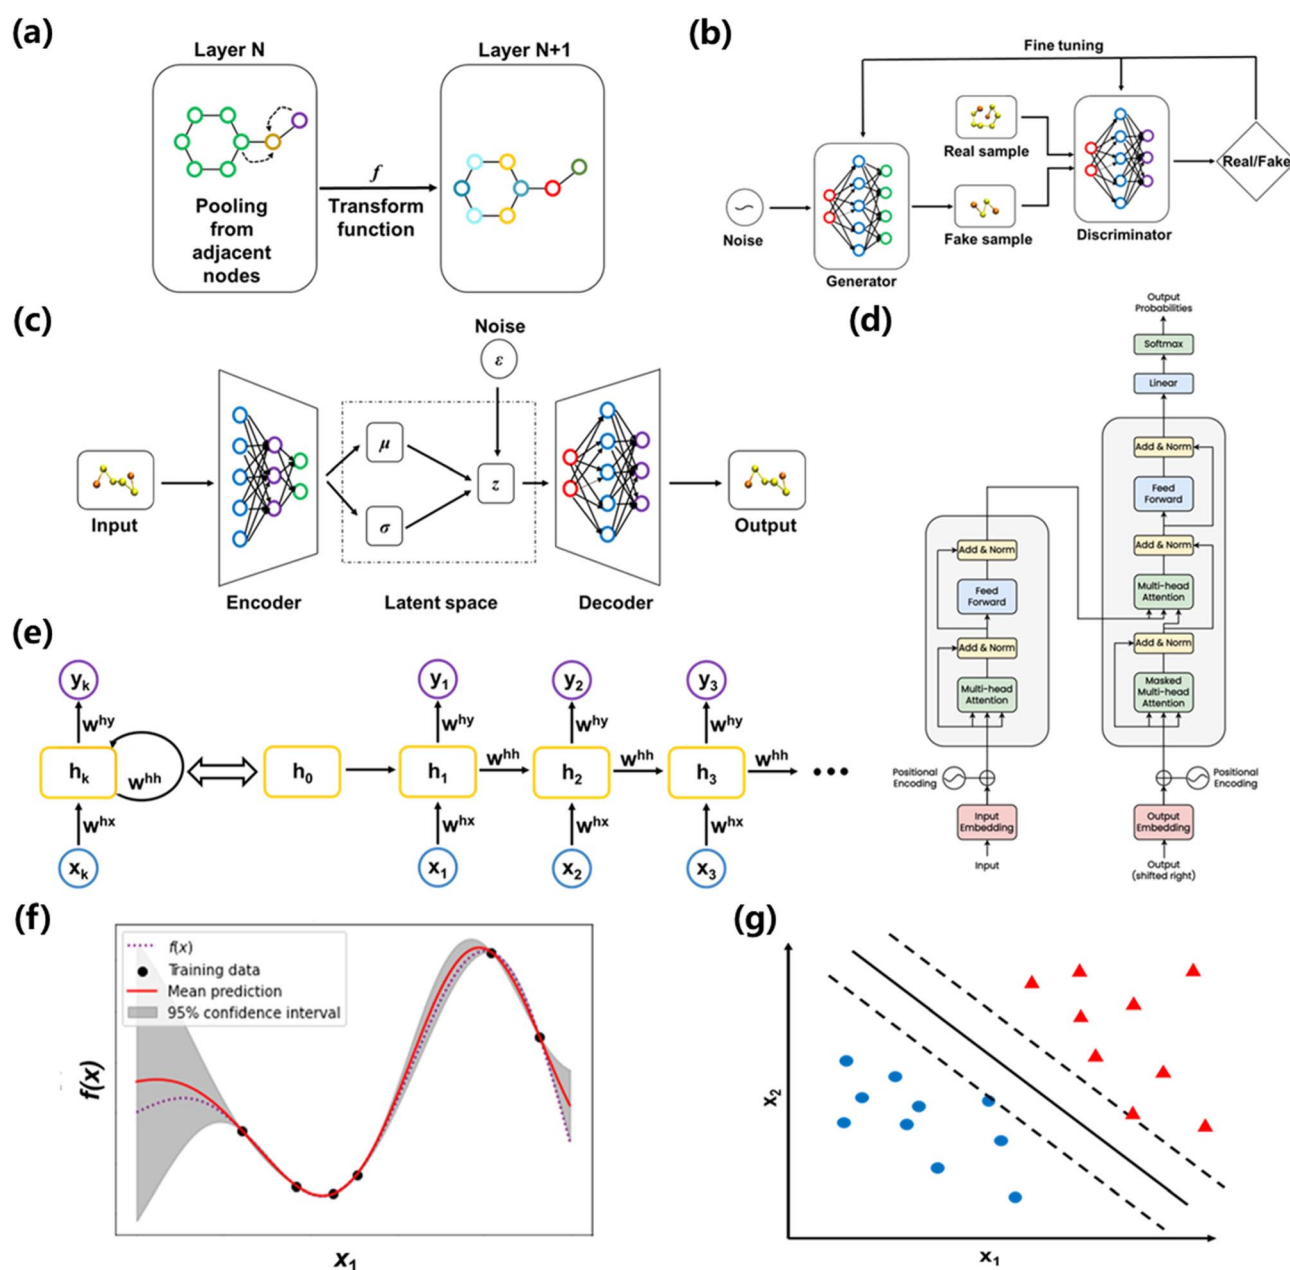 (a)
Layer N
Layer N+1
Pooling
from
adjacent
nodes
f
Transform
function
(b)
Fine tuning
Real sample
Real/Fake
Noise
Fake sample
Discriminator
Generator
(c)
Noise
ε
μ
z
σ
Input
Output
Encoder
Latent space
Decoder
(d)
Output
Probabilities
Softmax
Linear
Add & Norm
Feed
Forward
Add & Norm
Multi-head
Attention
Add & Norm
Masked
Multi-head
Attention
Add & Norm
Feed
Forward
Add & Norm
Multi-head
Attention
Positional
Encoding
Positional
Encoding
Input
Embedding
Output
Embedding
Input
Output
(shifted right)
(e)
yk
y1
y2
y3
why
why
why
why
hk
whh
h0
h1
whh
h2
whh
h3
whh
•••
whx
whx
whx
whx
xk
x1
x2
x3
(f)
f(x)
Training data
Mean prediction
95% confidence interval
f(x)
x1
(g)
x2
x1